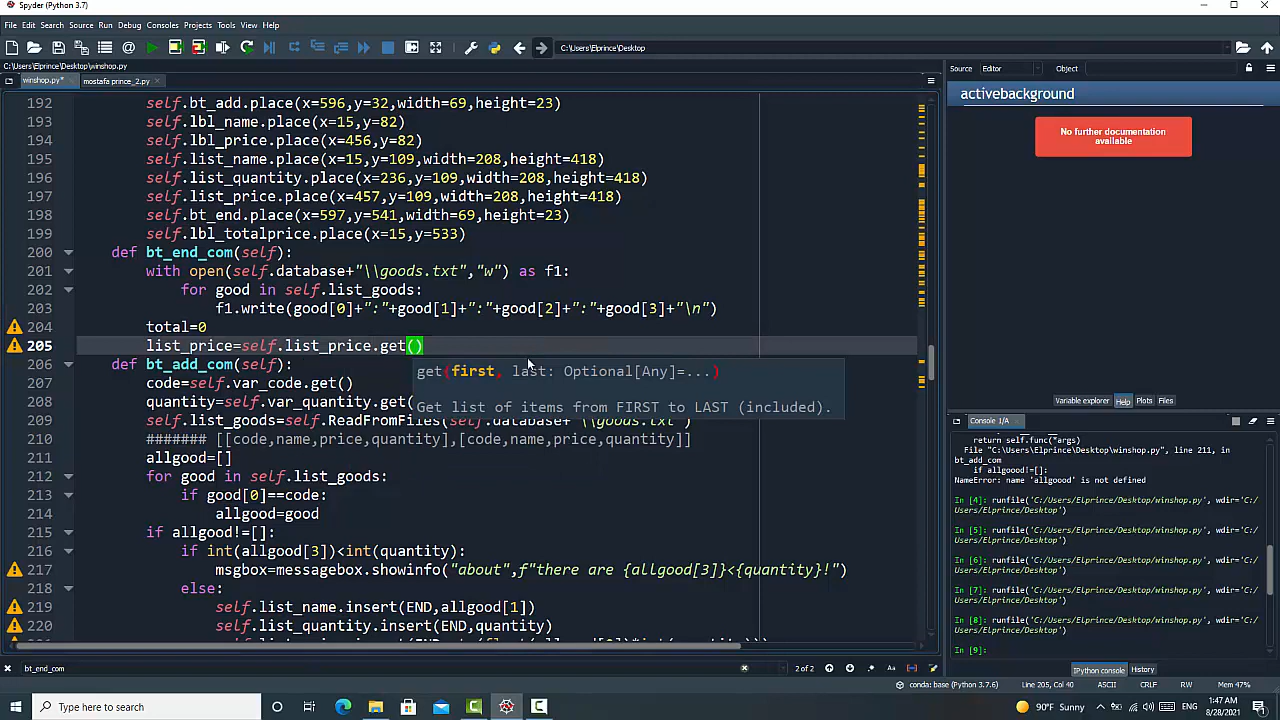 Spyder (Python 3.7)
File Edit Search Source Run Debug Consoles Projects Tools View Help
C:\Users\Elprince\Desktop
C:\Users\Elprince\Desktop\winshop.py
winshop.py* mostafa prince_2.py
Source Editor Object
activebackground
No further documentation
available
192 self.bt_add.place(x=596,y=32,width=69,height=23)
193 self.lbl_name.place(x=15,y=82)
194 self.lbl_price.place(x=456,y=82)
195 self.list_name.place(x=15,y=109,width=208,height=418)
196 self.list_quantity.place(x=236,y=109,width=208,height=418)
197 self.list_price.place(x=457,y=109,width=208,height=418)
198 self.bt_end.place(x=597,y=541,width=69,height=23)
199 self.lbl_totalprice.place(x=15,y=533)
200 def bt_end_com(self):
201 with open(self.database+"\\goods.txt","w") as f1:
202 for good in self.list_goods:
203 f1.write(good[0]+":"+good[1]+":"+good[2]+":"+good[3]+"\n")
204 total=0
205 list_price=self.list_price.get()
206 def bt_add_com(self):
get(first, last: Optional[Any]=...)
207 code=self.var_code.get()
208 quantity=self.var_quantity.get(
Get list of items from FIRST to LAST (included).
209 self.list_goods=self.ReadFromFiles(self.database+"\\goods.txt")
210 ####### [[code,name,price,quantity],[code,name,price,quantity]]
211 allgood=[]
212 for good in self.list_goods:
213 if good[0]==code:
214 allgood=good
215 if allgood!=[]:
216 if int(allgood[3])<int(quantity):
217 msgbox=messagebox.showinfo("about",f"there are {allgood[3]}<{quantity}!")
218 else:
219 self.list_name.insert(END,allgood[1])
220 self.list_quantity.insert(END,quantity)
bt_end_com 2 of 2 Aa
Variable explorer Help Plots Files
Console 1/A
return self.func(*args)
File "C:\Users\Elprince\Desktop\winshop.py", line 211, in
bt_add_com
if allgoood!=[]:
NameError: name 'allgoood' is not defined
In [4]: runfile('C:/Users/Elprince/Desktop/winshop.py', wdir='C:/
Users/Elprince/Desktop')
In [5]: runfile('C:/Users/Elprince/Desktop/winshop.py', wdir='C:/
Users/Elprince/Desktop')
In [6]: runfile('C:/Users/Elprince/Desktop/winshop.py', wdir='C:/
Users/Elprince/Desktop')
In [7]: runfile('C:/Users/Elprince/Desktop/winshop.py', wdir='C:/
Users/Elprince/Desktop')
In [8]: runfile('C:/Users/Elprince/Desktop/winshop.py', wdir='C:/
Users/Elprince/Desktop')
In [9]:
IPython console History
conda: base (Python 3.7.6) Line 205, Col 40 ASCII CRLF RW Mem 47%
Type here to search
90°F Sunny
1:47 AM
8/28/2021